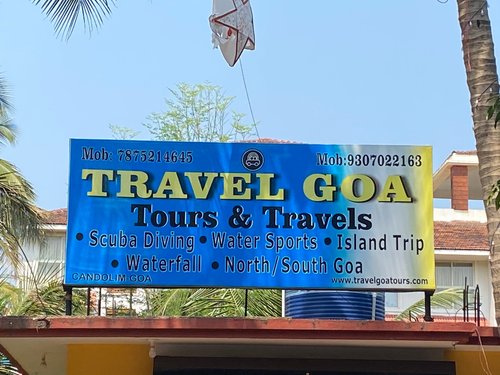 Mob: 7875214645 Mob:9307022163
TRAVEL GOA
Tours & Travels
• Scuba Diving • Water Sports • Island Trip
• Waterfall • North/South Goa
CANDOLIM-GOA www.travelgoatours.com